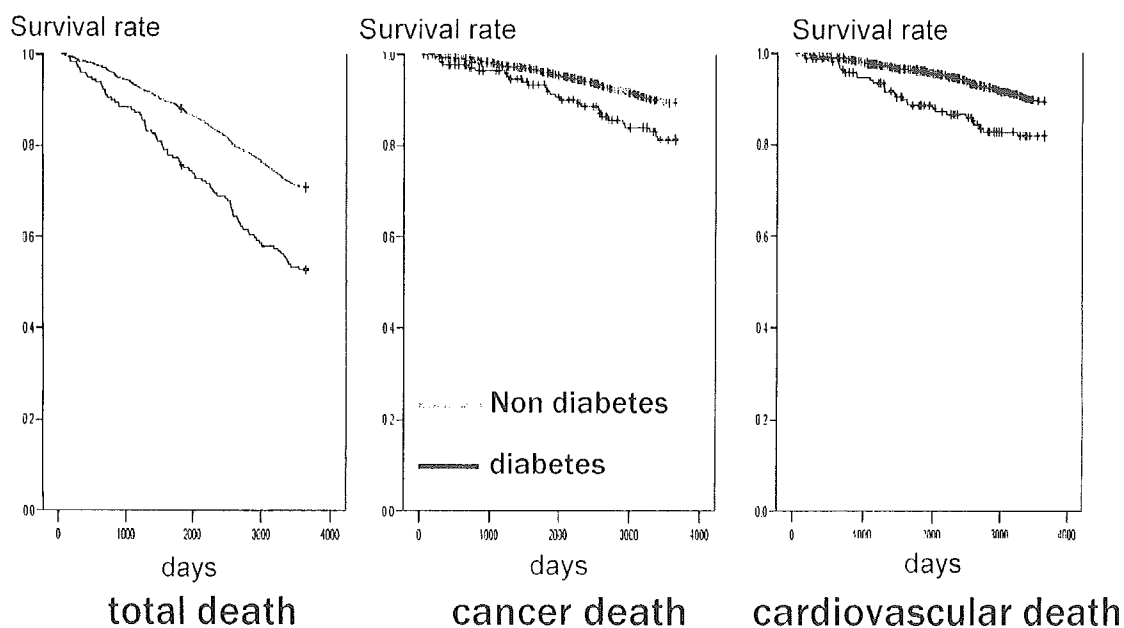 Survival rate
1.0
0.8
0.6
0.4
0.2
0.0
0 1000 2000 3000 4000
days
total death
Survival rate
1.0
0.8
0.6
0.4
0.2
0.0
0 1000 2000 3000 4000
Non diabetes
diabetes
days
cancer death
Survival rate
1.0
0.8
0.6
0.4
0.2
0.0
0 1000 2000 3000 4000
days
cardiovascular death